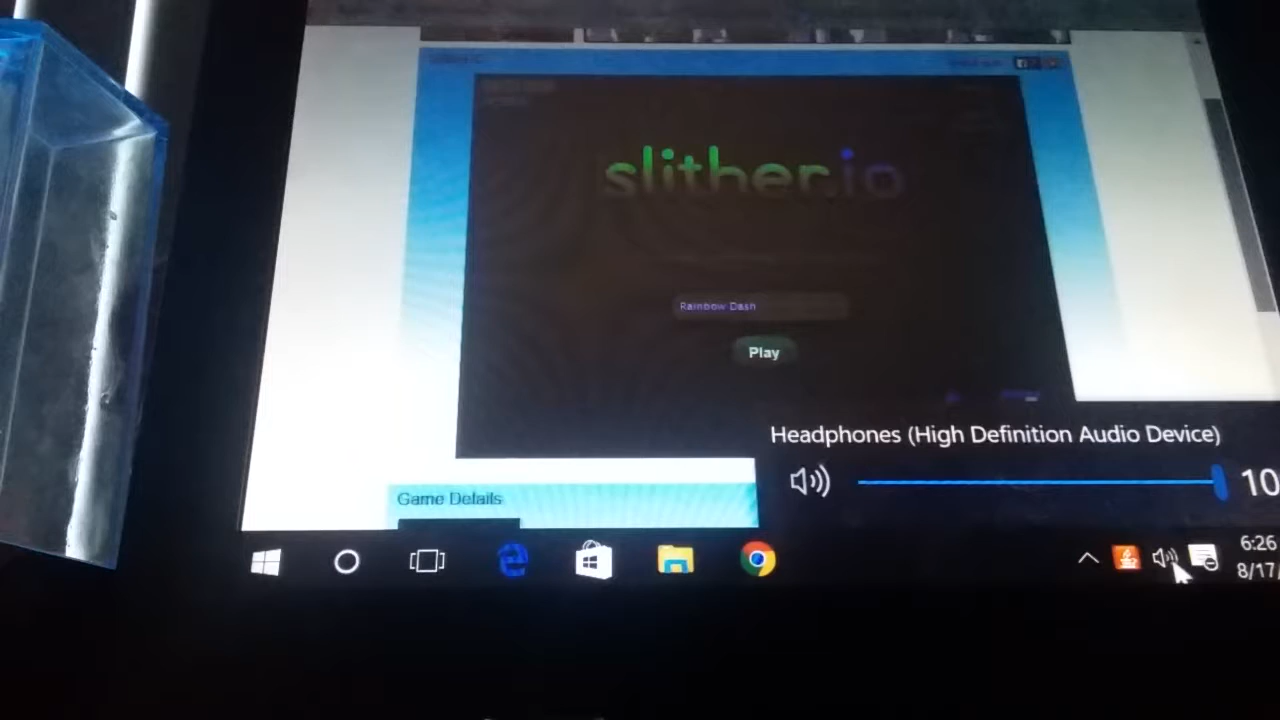 slither.io
Rainbow Dash
Play
Headphones (High Definition Audio Device)
10
Game Details
6:26
8/17/